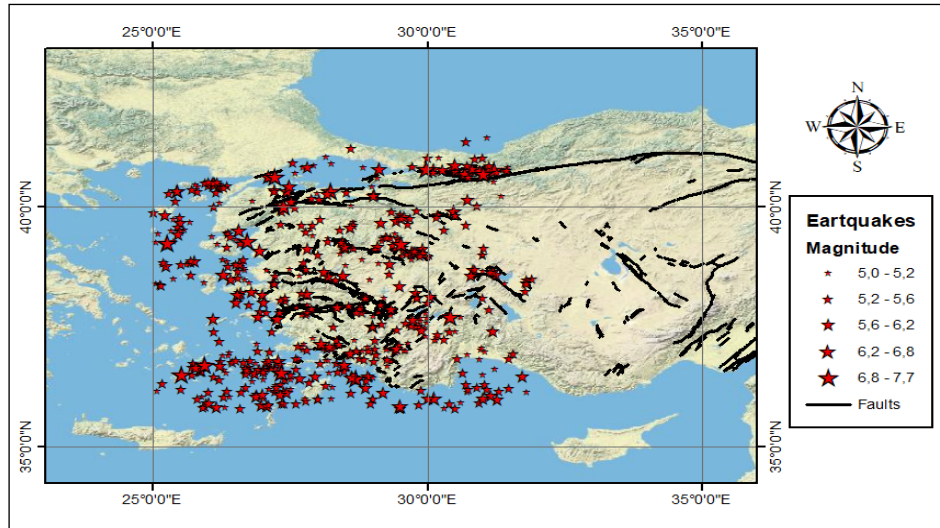 25°0'0"E 30°0'0"E 35°0'0"E
N
W E
S
40°0'0"N
40°0'0"N
35°0'0"N
35°0'0"N
Eartquakes
Magnitude
5,0 - 5,2
5,2 - 5,6
5,6 - 6,2
6,2 - 6,8
6,8 - 7,7
Faults
25°0'0"E 30°0'0"E 35°0'0"E